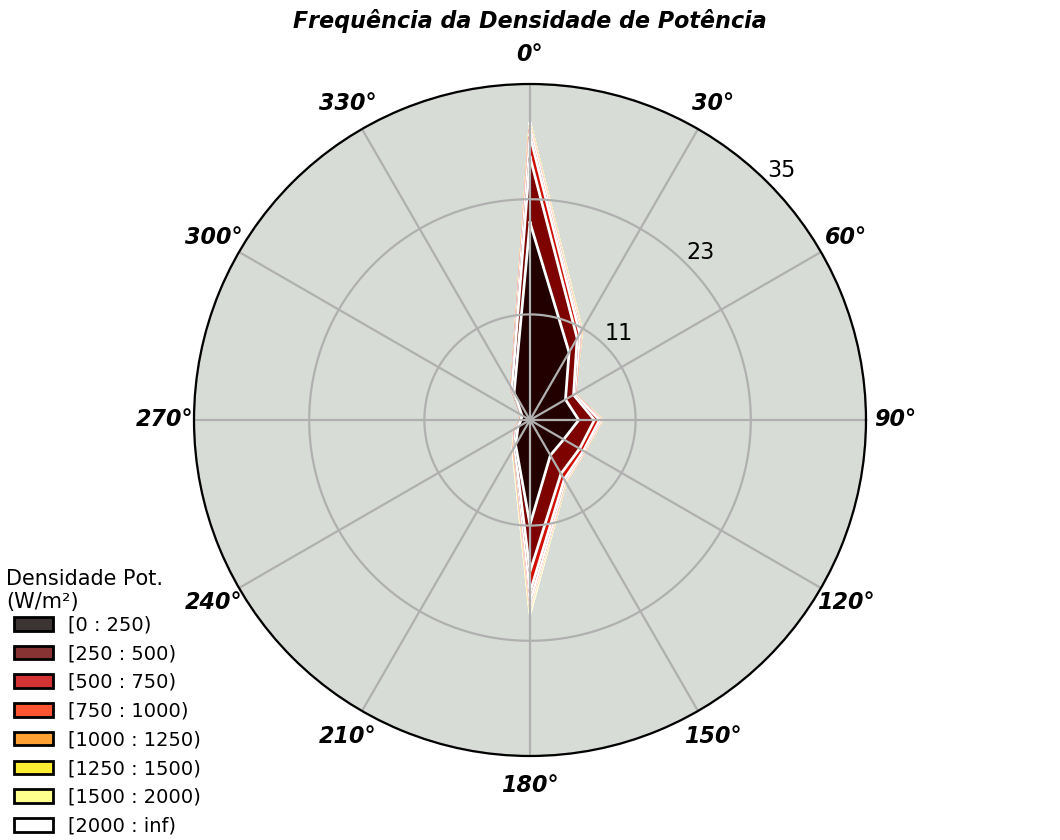 Frequência da Densidade de Potência
0°
330°
30°
35
300°
60°
23
11
270°
90°
Densidade Pot.
(W/m²)
240°
120°
[0 : 250)
[250 : 500)
[500 : 750)
[750 : 1000)
210°
150°
[1000 : 1250)
[1250 : 1500)
180°
[1500 : 2000)
[2000 : inf)